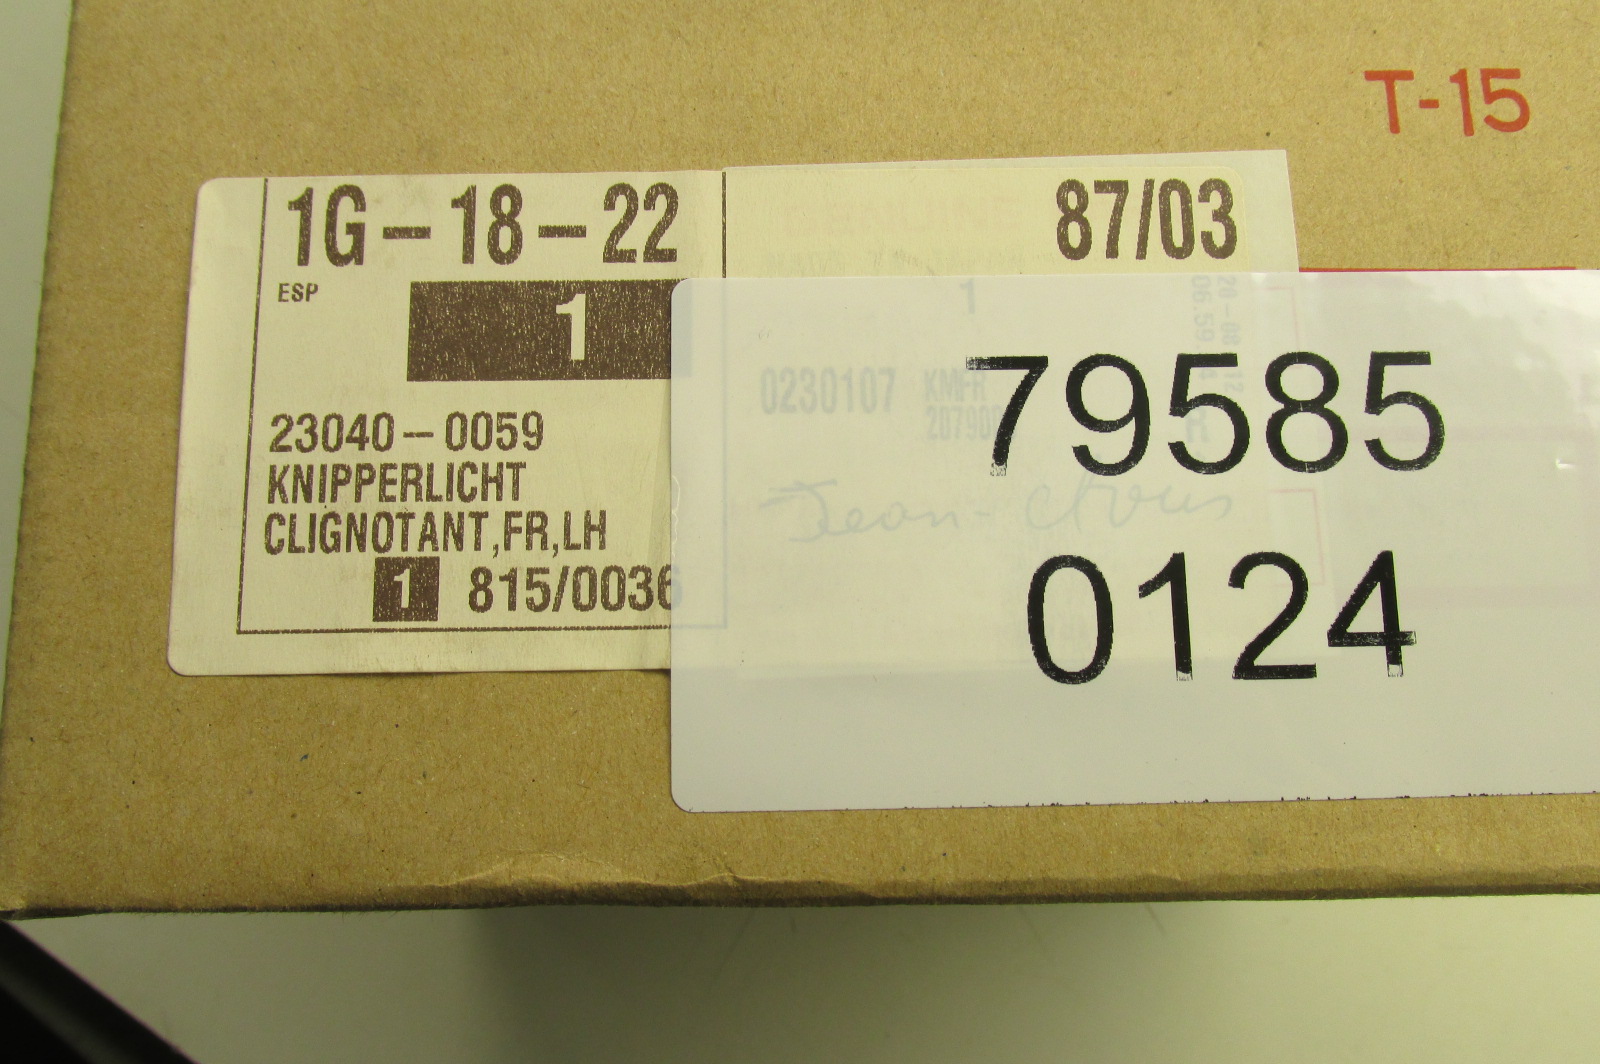 T-15
1G-18-22
87/03
ESP
1
1
23040-0059
0230107
KMFR
KNIPPERLICHT
CLIGNOTANT,FR,LH
1 815/0036
79585
0124